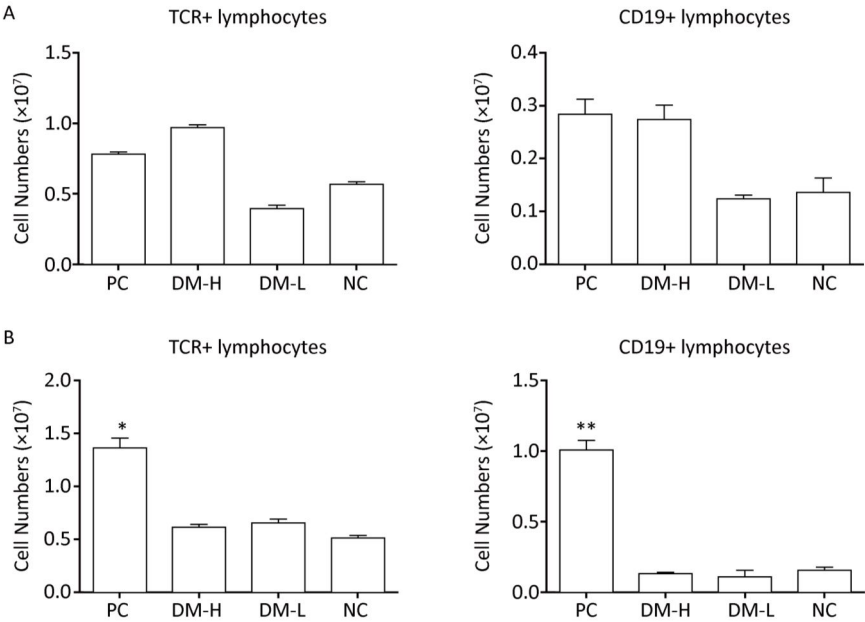 A
TCR+ lymphocytes
Cell Numbers (×10⁷)
1.5
1.0
0.5
0.0
PC DM-H DM-L NC
CD19+ lymphocytes
Cell Numbers (×10⁷)
0.4
0.3
0.2
0.1
0.0
PC DM-H DM-L NC
B
TCR+ lymphocytes
Cell Numbers (×10⁷)
2.0
1.5
1.0
0.5
0.0
*
PC DM-H DM-L NC
CD19+ lymphocytes
Cell Numbers (×10⁷)
1.5
1.0
0.5
0.0
**
PC DM-H DM-L NC